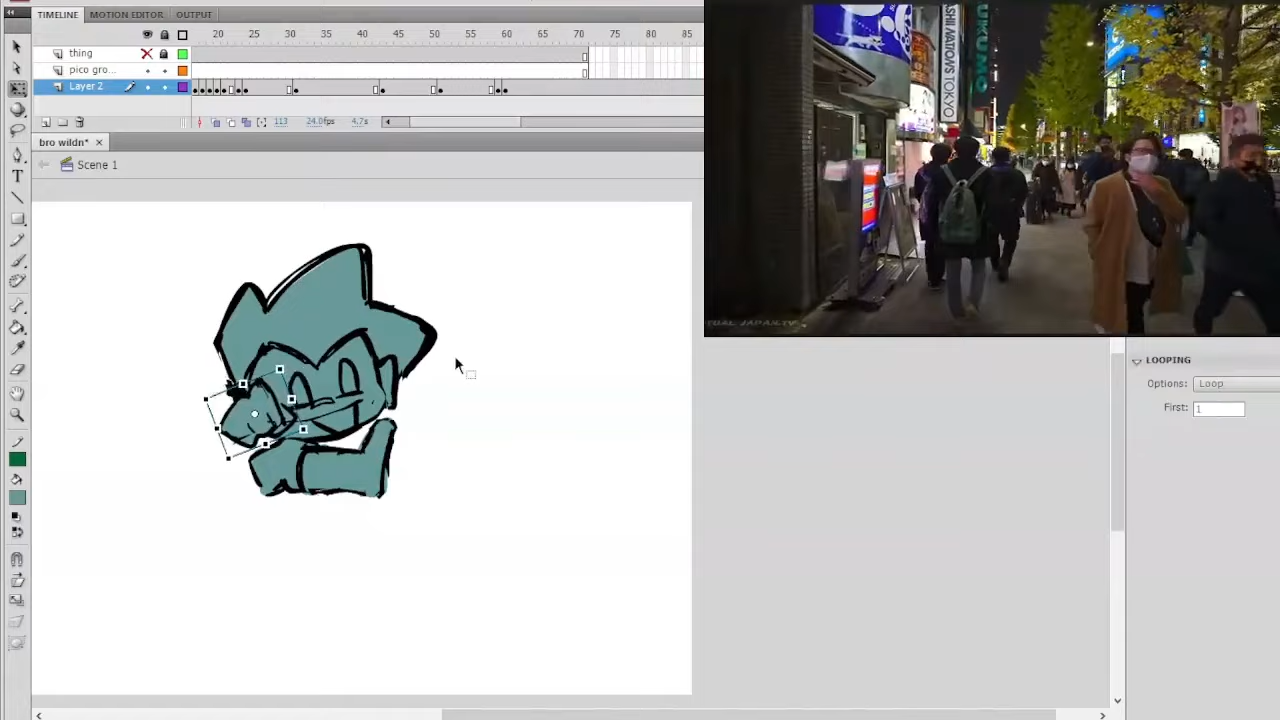 TIMELINE MOTION EDITOR OUTPUT
20 25 30 35 40 45 50 55 60 65 70 75 80 85
thing
pico gro...
Layer 2
113 24.0fps 4.7s
bro wildn* ×
Scene 1
T
TOKYO
LOOPING
Options: Loop
First: 1